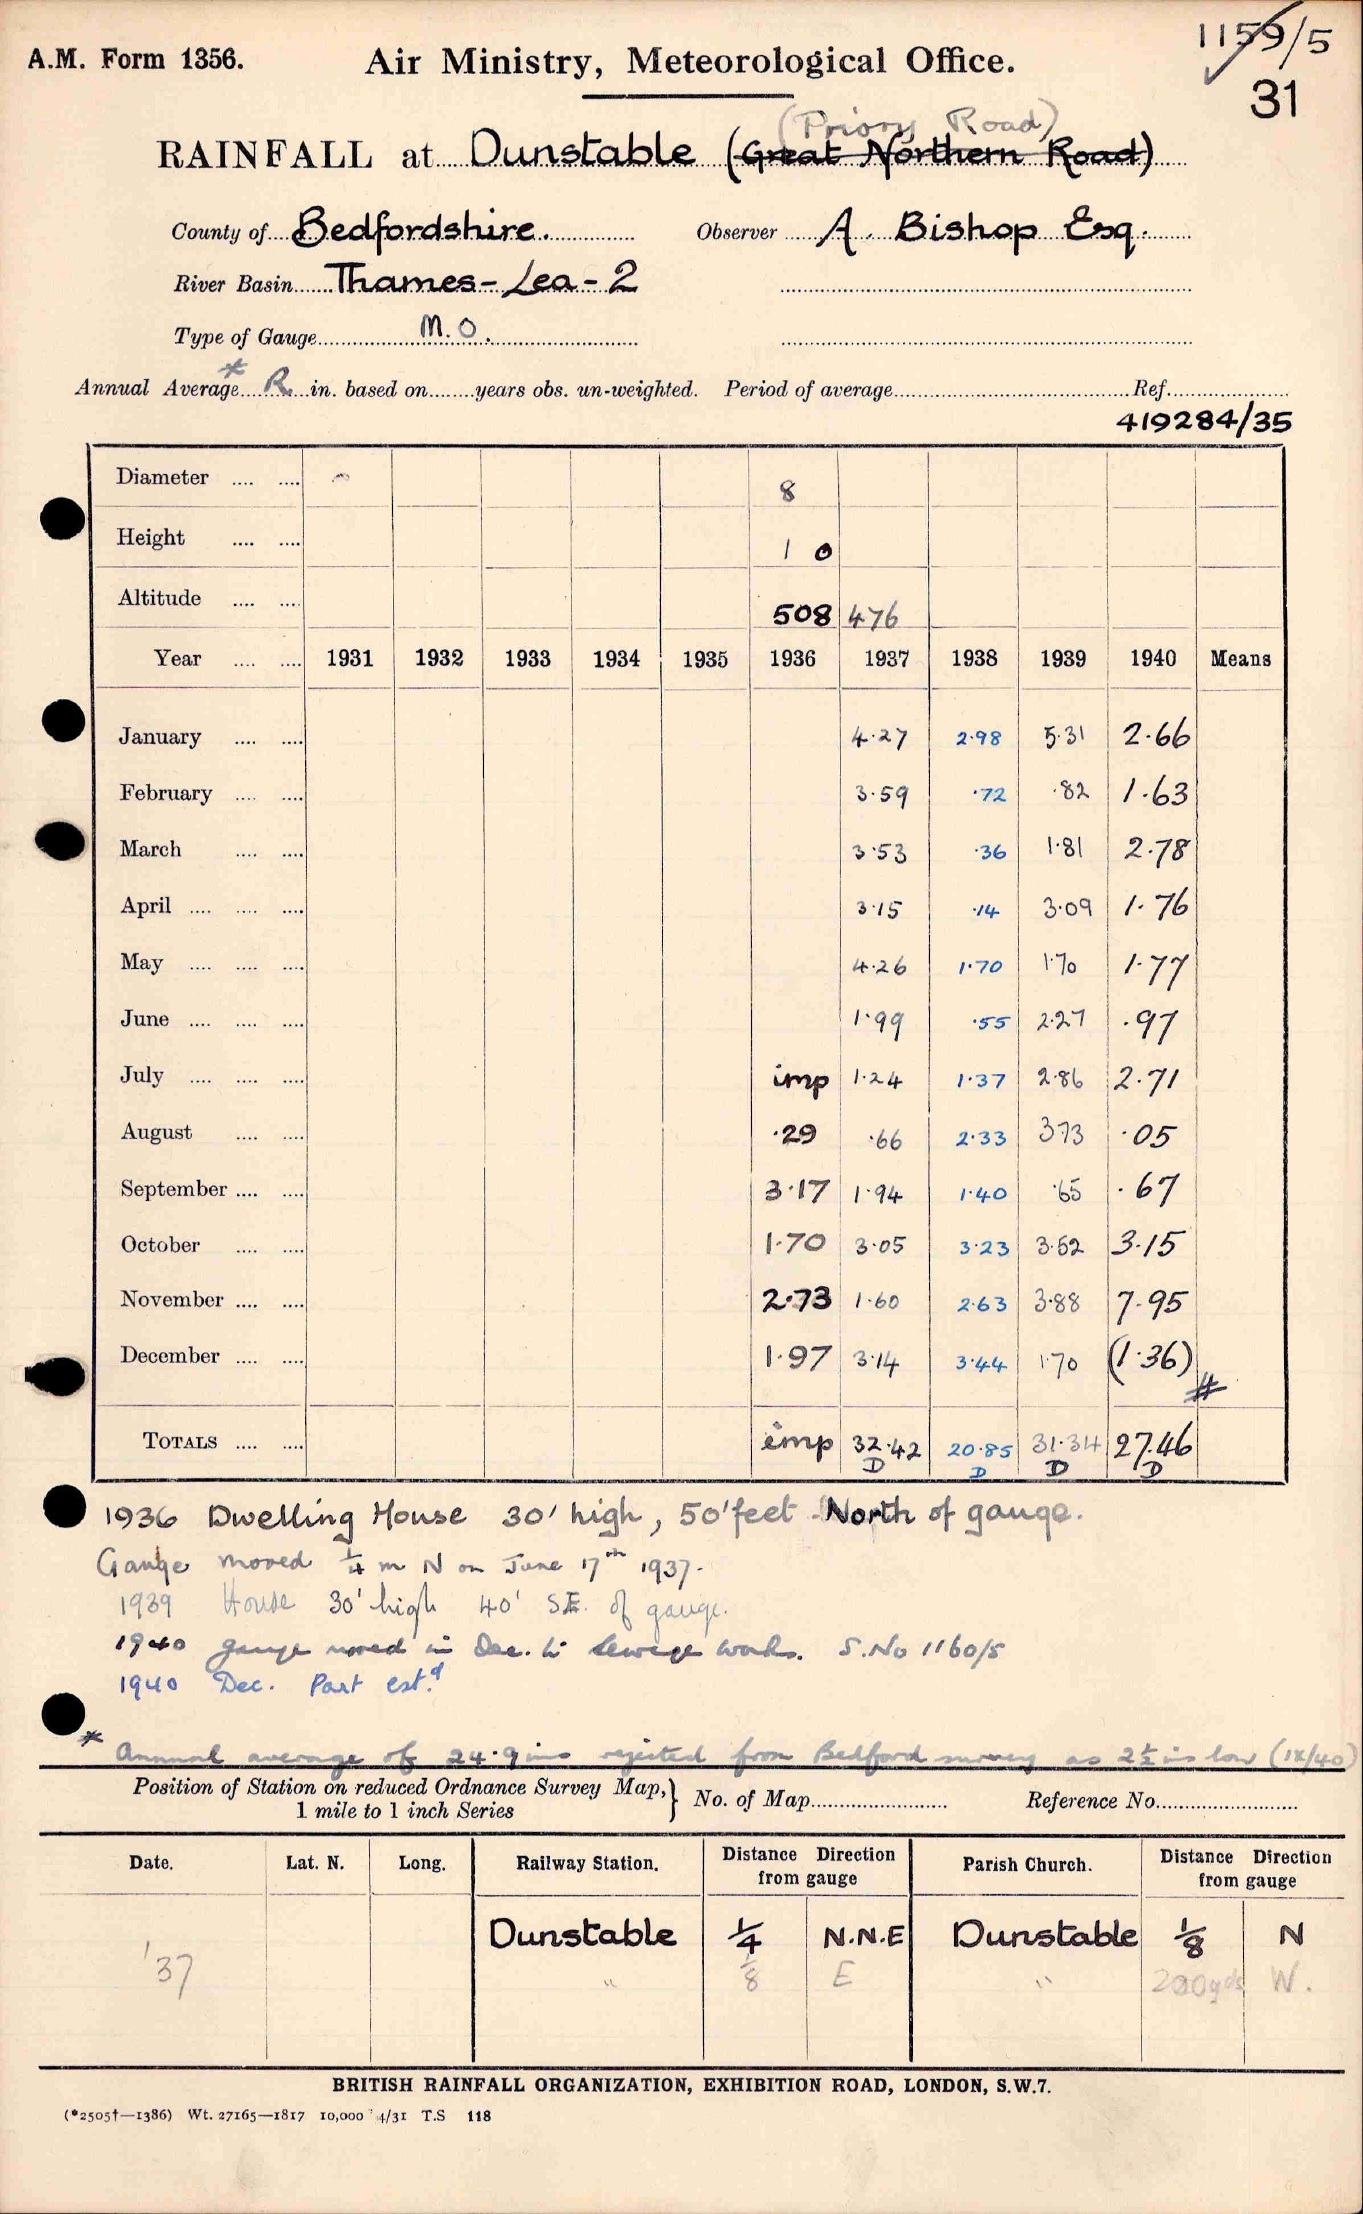 1159/5
A.M. Form 1356. Air Ministry, Meteorological Office.
31
(Priory Road)
RAINFALL at Dunstable (Great Northern Road)
County of Bedfordshire. Observer A. Bishop Esq.
River Basin Thames - Lea - 2
Type of Gauge M.O.
Annual Average * R in. based on years obs. un-weighted. Period of average Ref.
419284/35
Diameter 8
Height 1 0
Altitude 508 476
Year 1931 1932 1933 1934 1935 1936 1937 1938 1939 1940 Means
January 4.27 2.98 5.31 2.66
February 3.59 .72 .82 1.63
March 3.53 .36 1.81 2.78
April 3.15 .14 3.09 1.76
May 4.26 1.70 1.70 1.77
June 1.99 .55 2.27 .97
July imp 1.24 1.37 2.86 2.71
August .29 .66 2.33 3.73 .05
September 3.17 1.94 1.40 .65 .67
October 1.70 3.05 3.23 3.52 3.15
November 2.73 1.60 2.63 3.88 7.95
December 1.97 3.14 3.44 1.70 (1.36)
#
TOTALS imp 32.42 20.85 31.34 27.46
D D D D
1936 Dwelling House 30' high, 50' feet North of gauge.
Gauge moved 1/4 m N on June 17th 1937.
1939 House 30' high 40' SE. of gauge.
1940 gauge moved in Dec. to Sewage Works. S.No 1160/5
1940 Dec. Part estd
* Annual average of 24.9 ins rejected from Bedford survey as 2 1/2 ins low (IX/40)
Position of Station on reduced Ordnance Survey Map, } No. of Map Reference No.
1 mile to 1 inch Series
Date. Lat. N. Long. Railway Station. Distance Direction from gauge Parish Church. Distance Direction from gauge
Dunstable 1/4 N.N.E Dunstable 1/8 N
'37 " 1/8 E " 200yds W.
BRITISH RAINFALL ORGANIZATION, EXHIBITION ROAD, LONDON, S.W.7.
(*2505†—1386) Wt. 27165—1817 10,000 4/31 T.S 118